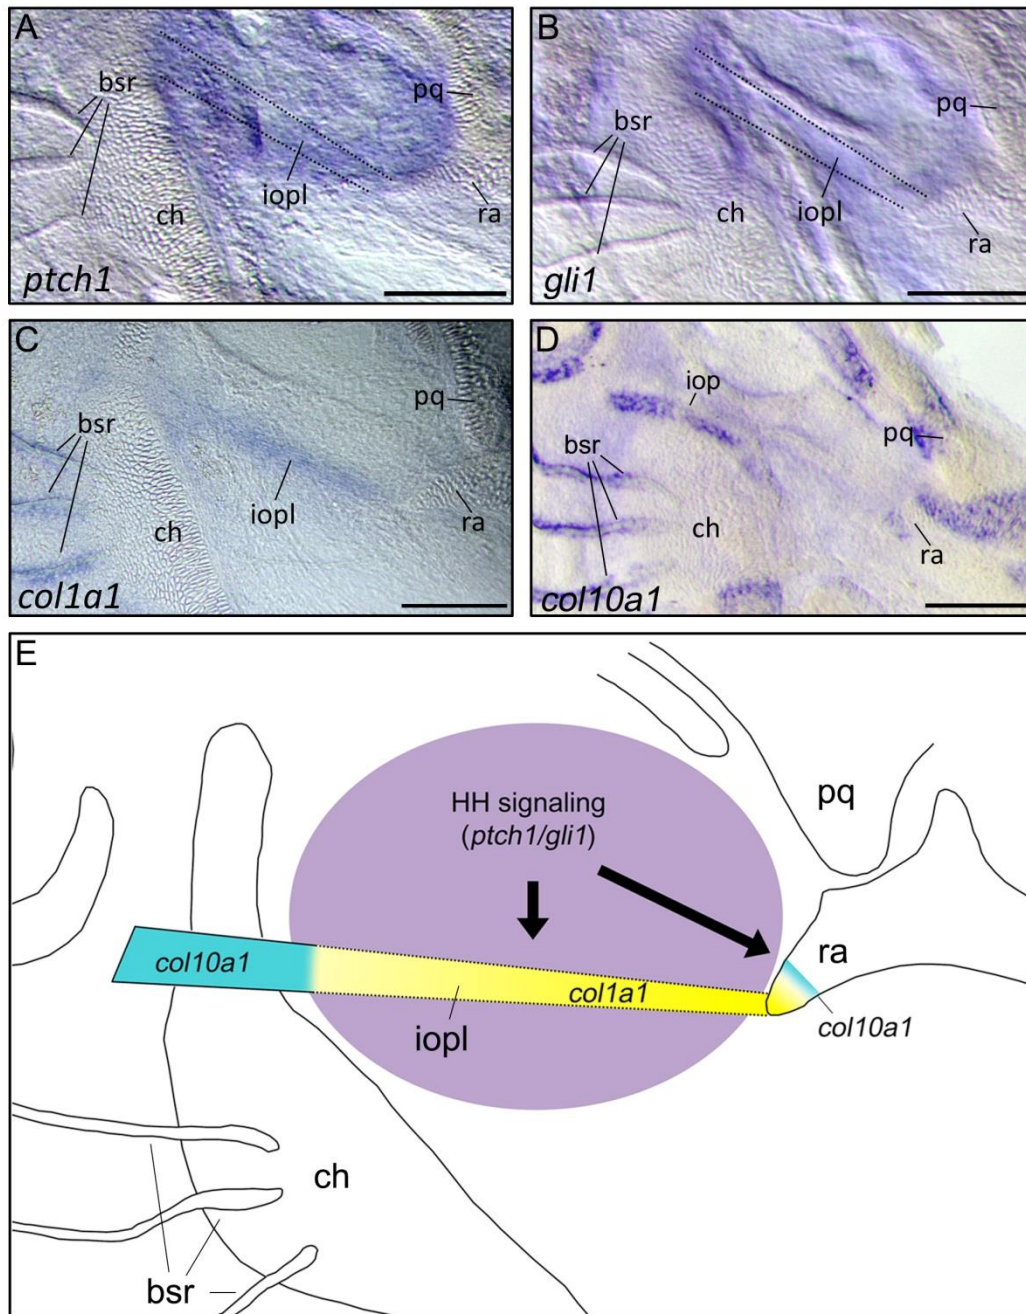 A
bsr
pq
iopl
ra
ch
ptch1
B
bsr
pq
iopl
ch
ra
gli1
C
bsr
pq
iopl
ra
ch
col1a1
D
iop
pq
bsr
ch
ra
col10a1
E
HH signaling
(ptch1/gli1)
pq
ra
col10a1
col1a1
col10a1
iopl
ch
bsr